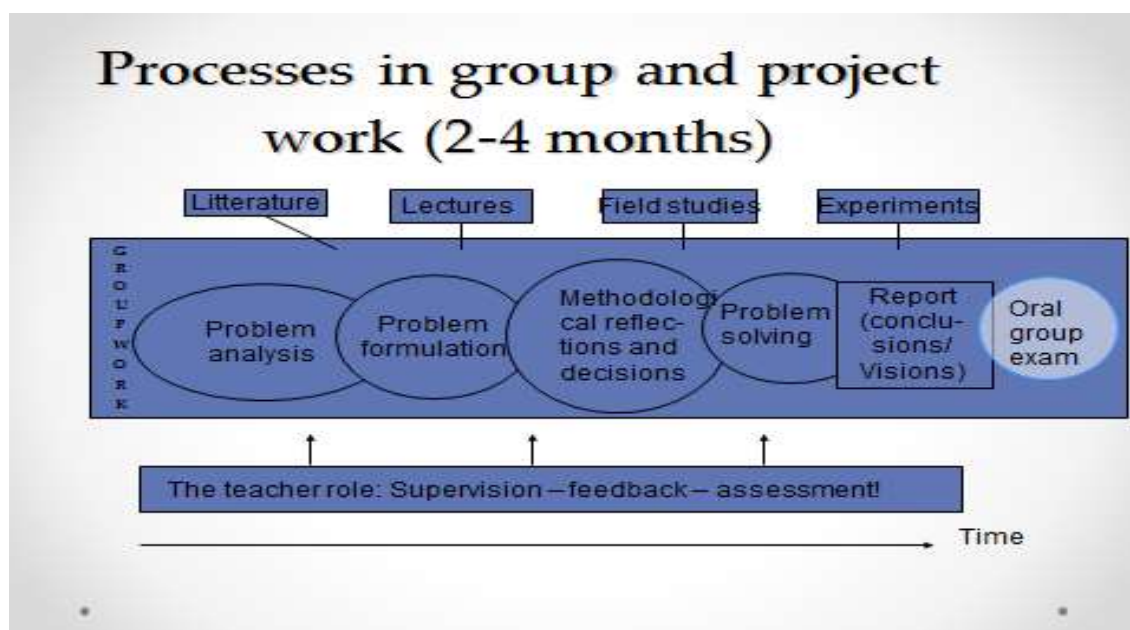 Processes in group and project
work (2-4 months)
Litterature
Lectures
Field studies
Experiments
GROUPWORK
Problem
analysis
Problem
formulation
Methodologi
cal reflec-
tions and
decisions
Problem
solving
Report
(conclu-
sions/
Visions)
Oral
group
exam
The teacher role: Supervision – feedback – assessment!
Time